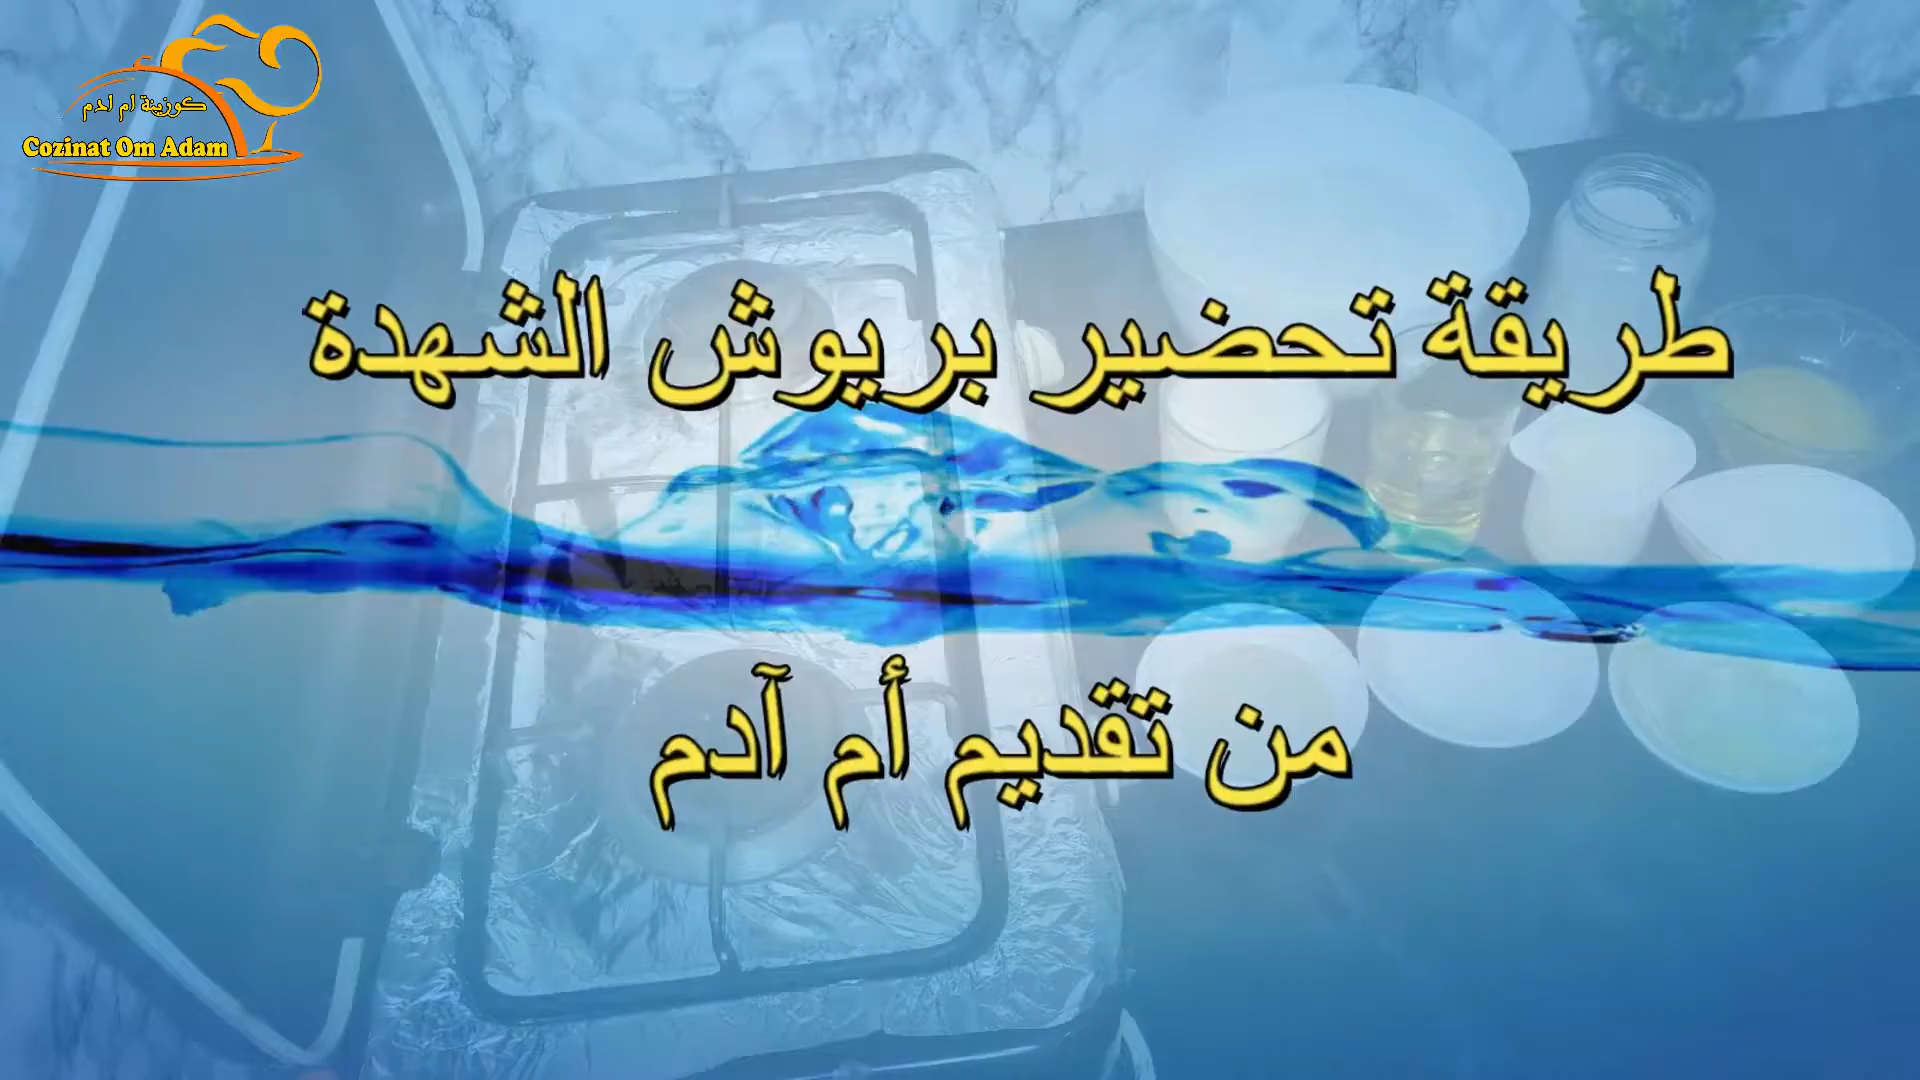 كوزينة ام ادم
Cozinat Om Adam
طريقة تحضير بريوش الشهدة
من تقديم أم آدم